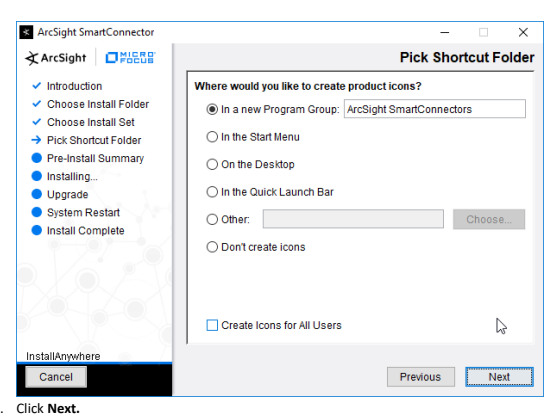 ArcSight SmartConnector
ArcSight MICRO FOCUS
Pick Shortcut Folder
Introduction
Choose Install Folder
Choose Install Set
Pick Shortcut Folder
Pre-Install Summary
Installing...
Upgrade
System Restart
Install Complete
Where would you like to create product icons?
In a new Program Group: ArcSight SmartConnectors
In the Start Menu
On the Desktop
In the Quick Launch Bar
Other: Choose...
Don't create icons
Create Icons for All Users
InstallAnywhere
Cancel Previous Next
. Click Next.